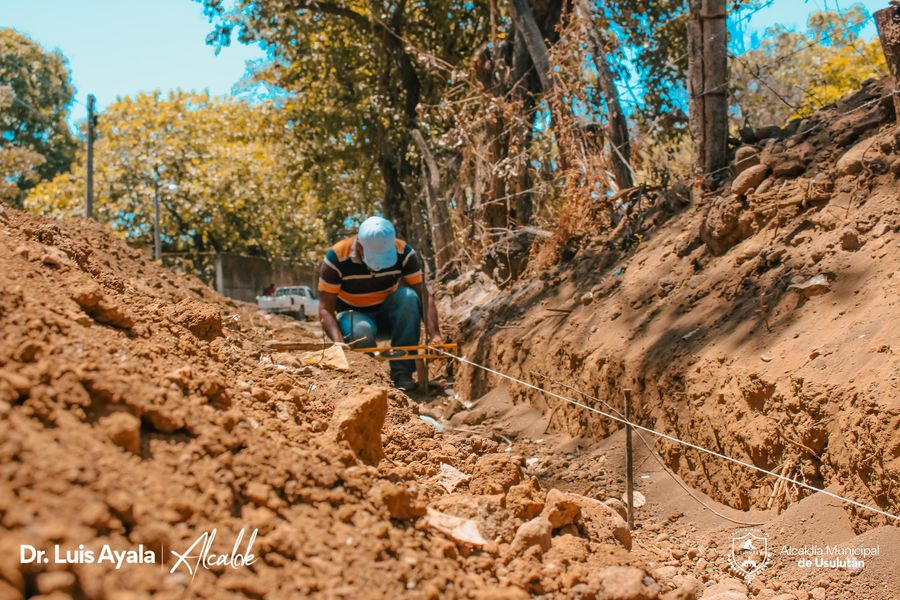 Dr. Luis Ayala | Alcalde
Alcaldía Municipal
de Usulután